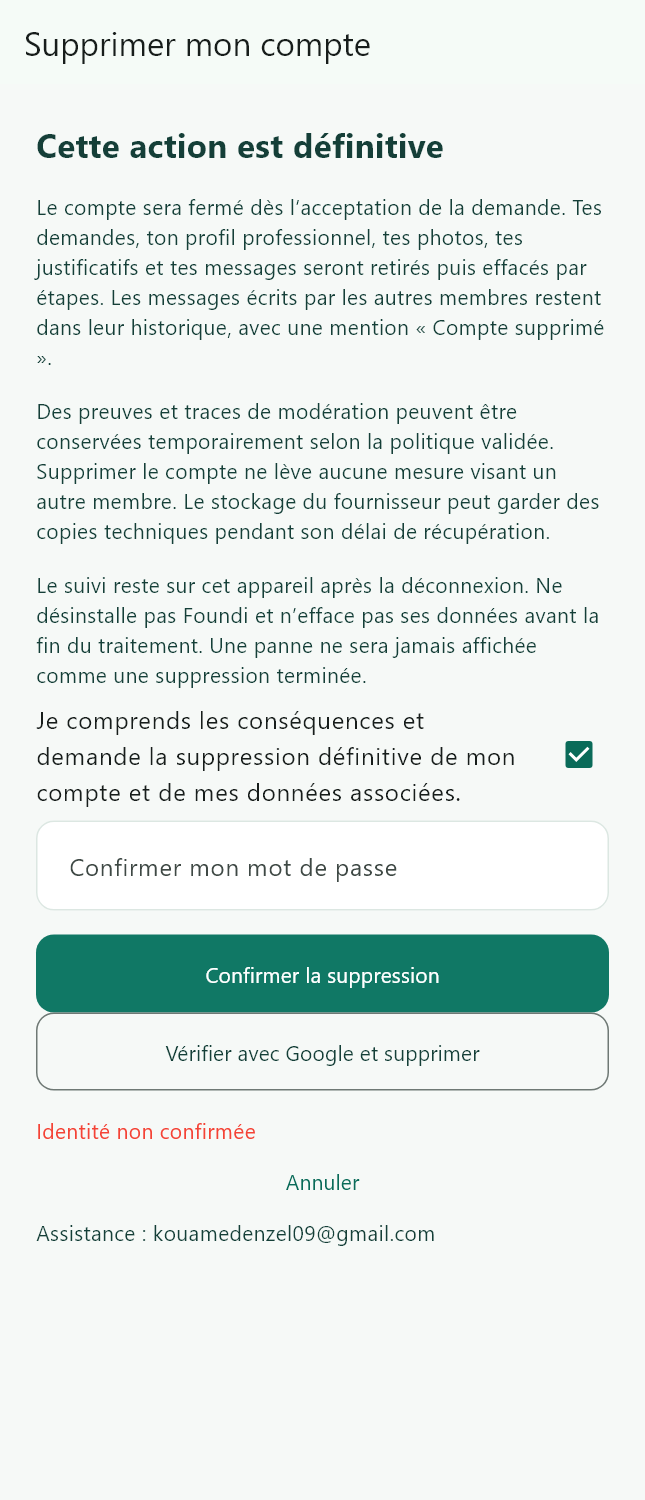 Supprimer mon compte
Cette action est définitive
Le compte sera fermé dès l’acceptation de la demande. Tes
demandes, ton profil professionnel, tes photos, tes
justificatifs et tes messages seront retirés puis effacés par
étapes. Les messages écrits par les autres membres restent
dans leur historique, avec une mention « Compte supprimé
».
Des preuves et traces de modération peuvent être
conservées temporairement selon la politique validée.
Supprimer le compte ne lève aucune mesure visant un
autre membre. Le stockage du fournisseur peut garder des
copies techniques pendant son délai de récupération.
Le suivi reste sur cet appareil après la déconnexion. Ne
désinstalle pas Foundi et n’efface pas ses données avant la
fin du traitement. Une panne ne sera jamais affichée
comme une suppression terminée.
Je comprends les conséquences et
demande la suppression définitive de mon
compte et de mes données associées.
Confirmer mon mot de passe
Confirmer la suppression
Vérifier avec Google et supprimer
Identité non confirmée
Annuler
Assistance : kouamedenzel09@gmail.com